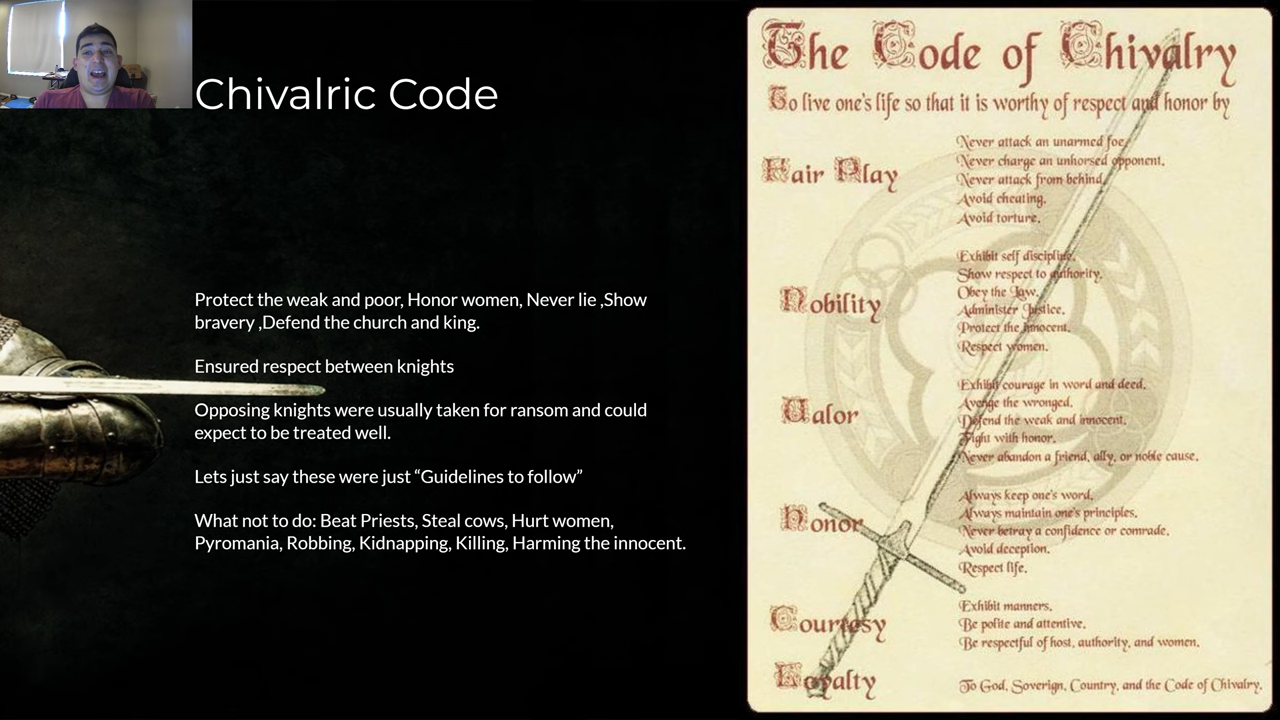 Chivalric Code
Protect the weak and poor, Honor women, Never lie ,Show
bravery ,Defend the church and king.
Ensured respect between knights
Opposing knights were usually taken for ransom and could
expect to be treated well.
Lets just say these were just “Guidelines to follow”
What not to do: Beat Priests, Steal cows, Hurt women,
Pyromania, Robbing, Kidnapping, Killing, Harming the innocent.
The Code of Chivalry
To live one's life so that it is worthy of respect and honor by
Fair Play
Never attack an unarmed foe.
Never charge an unhorsed opponent.
Never attack from behind.
Avoid cheating.
Avoid torture.
Nobility
Exhibit self discipline.
Show respect to authority.
Obey the Law.
Administer Justice.
Protect the innocent.
Respect women.
Valor
Exhibit courage in word and deed.
Avenge the wronged.
Defend the weak and innocent.
Fight with honor.
Never abandon a friend, ally, or noble cause.
Honor
Always keep one's word.
Always maintain one's principles.
Never betray a confidence or comrade.
Avoid deception.
Respect life.
Courtesy
Exhibit manners.
Be polite and attentive.
Be respectful of host, authority, and women.
Loyalty
To God, Soverign, Country, and the Code of Chivalry.